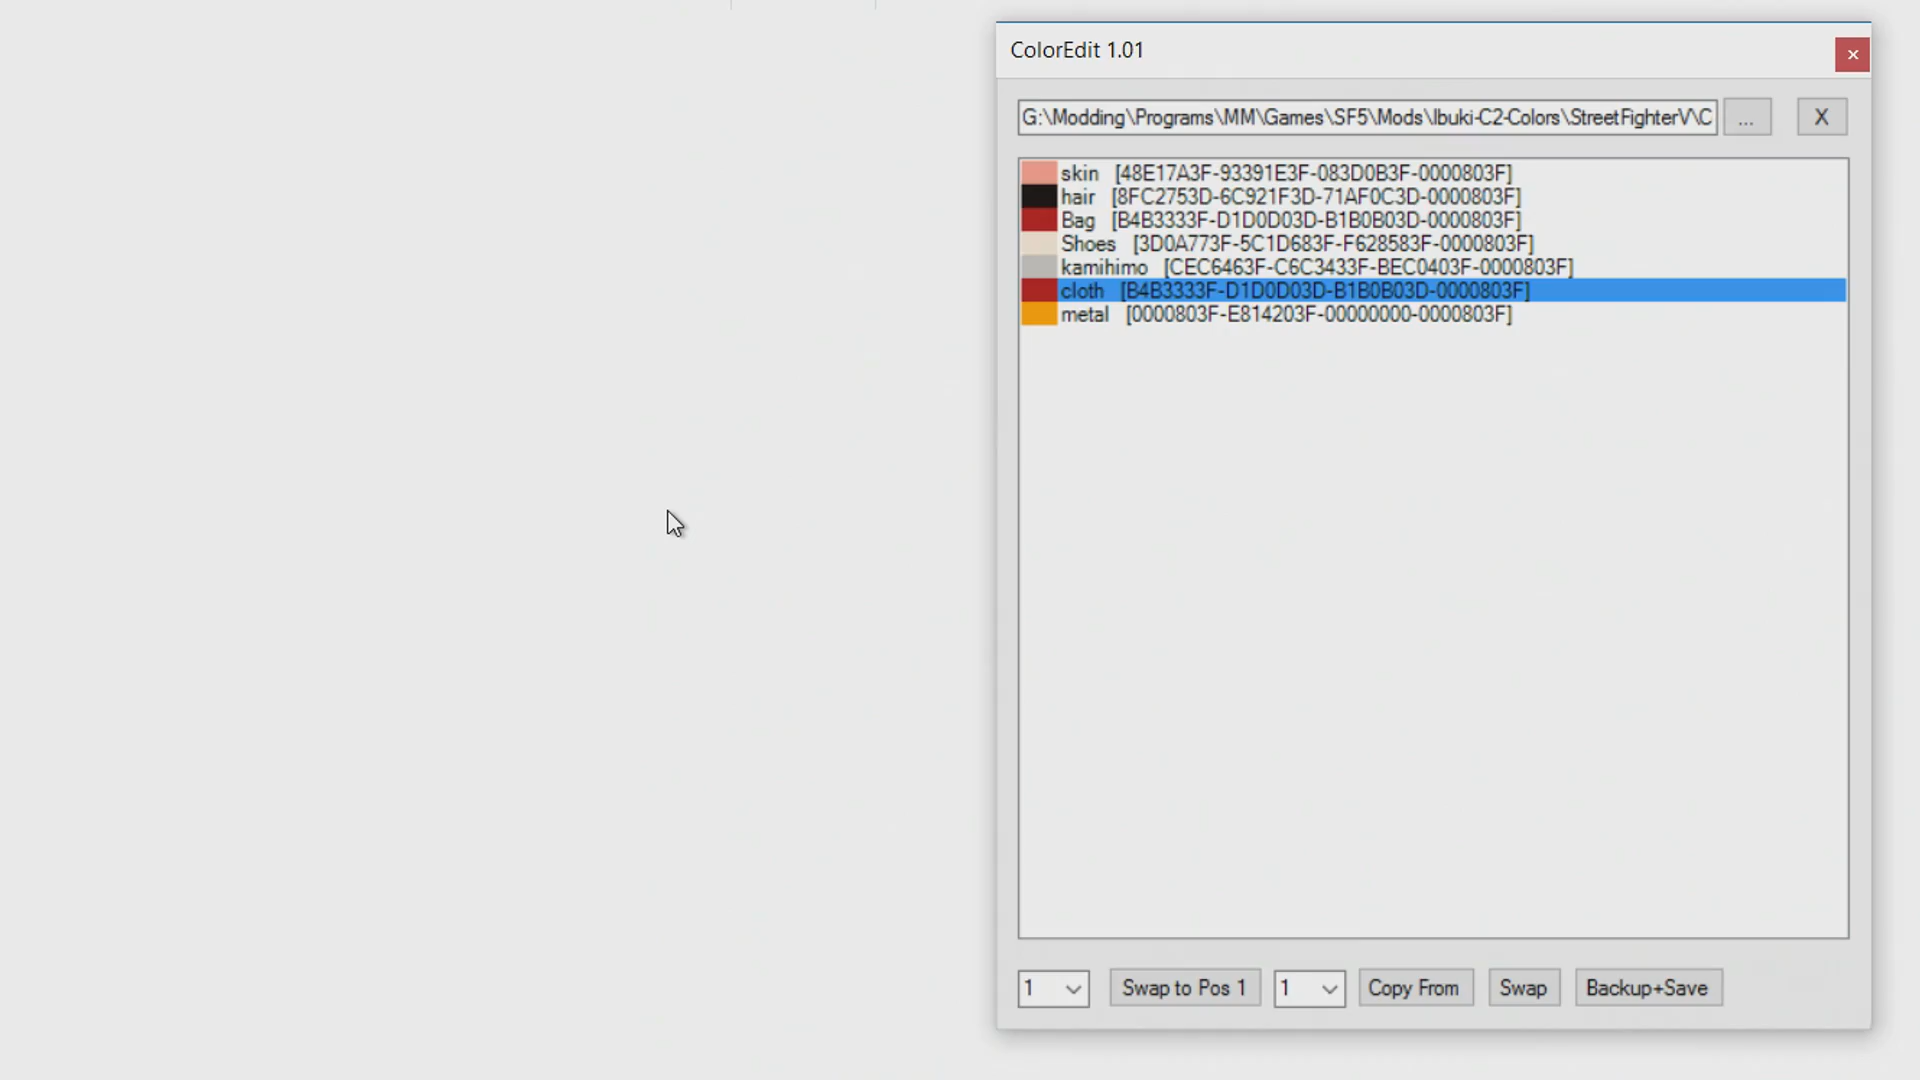 ColorEdit 1.01
G:\Modding\Programs\MM\Games\SF5\Mods\Ibuki-C2-Colors\StreetFighterV\C
...
X
skin [48E17A3F-93391E3F-083D0B3F-0000803F]
hair [8FC2753D-6C921F3D-71AF0C3D-0000803F]
Bag [B4B3333F-D1D0D03D-B1B0B03D-0000803F]
Shoes [3D0A773F-5C1D683F-F628583F-0000803F]
kamihimo [CEC6463F-C6C3433F-BEC0403F-0000803F]
cloth [B4B3333F-D1D0D03D-B1B0B03D-0000803F]
metal [0000803F-E814203F-00000000-0000803F]
1
Swap to Pos 1
1
Copy From
Swap
Backup+Save